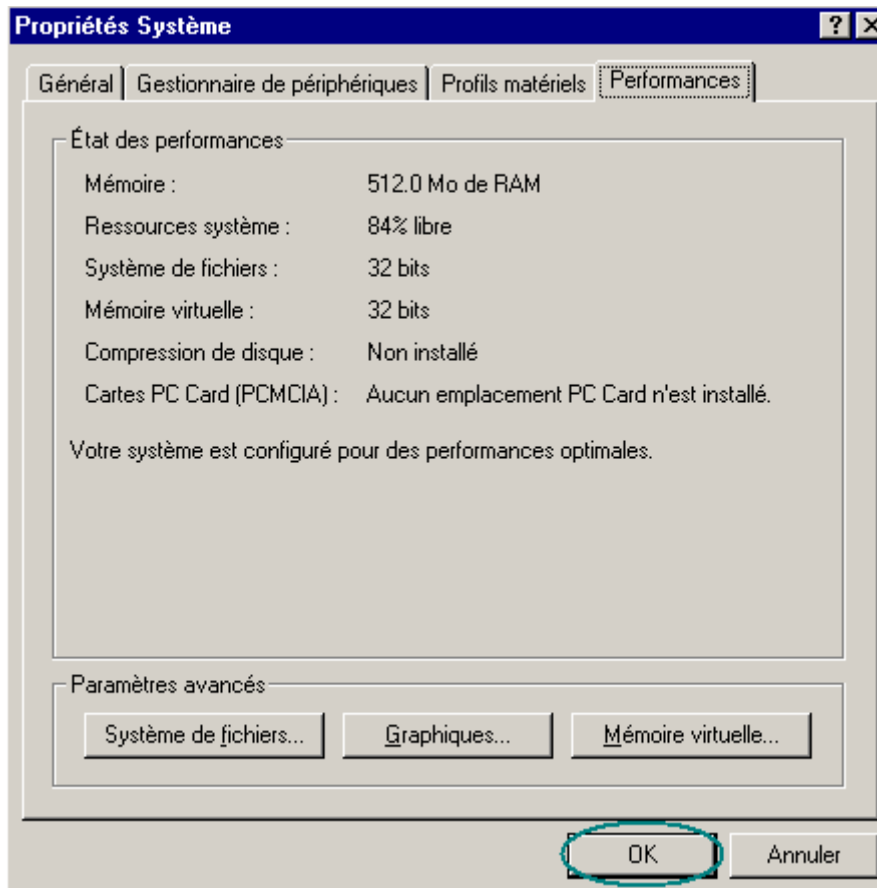 Propriétés Système
Général Gestionnaire de périphériques Profils matériels Performances
État des performances
Mémoire : 512.0 Mo de RAM
Ressources système : 84% libre
Système de fichiers : 32 bits
Mémoire virtuelle : 32 bits
Compression de disque : Non installé
Cartes PC Card (PCMCIA) : Aucun emplacement PC Card n'est installé.
Votre système est configuré pour des performances optimales.
Paramètres avancés
Système de fichiers... Graphiques... Mémoire virtuelle...
OK Annuler